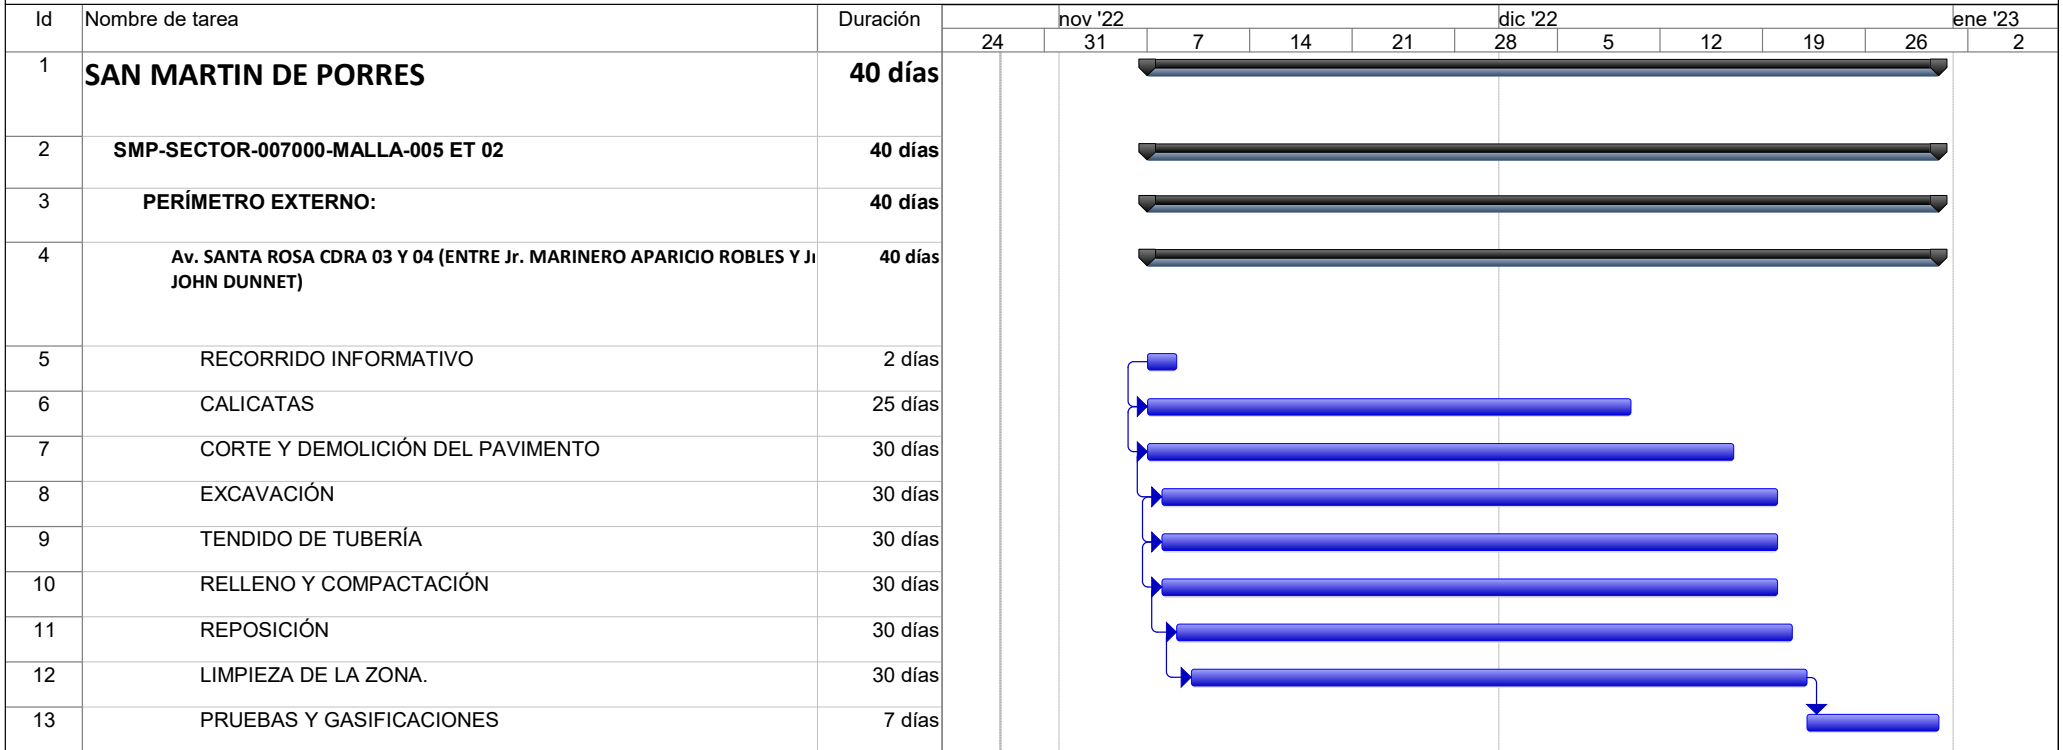 Id Nombre de tarea Duración nov '22 dic '22 ene '23
24 31 7 14 21 28 5 12 19 26 2
1 SAN MARTIN DE PORRES 40 días
2 SMP-SECTOR-007000-MALLA-005 ET 02 40 días
3 PERÍMETRO EXTERNO: 40 días
4 Av. SANTA ROSA CDRA 03 Y 04 (ENTRE Jr. MARINERO APARICIO ROBLES Y Jr 40 días
JOHN DUNNET)
5 RECORRIDO INFORMATIVO 2 días
6 CALICATAS 25 días
7 CORTE Y DEMOLICIÓN DEL PAVIMENTO 30 días
8 EXCAVACIÓN 30 días
9 TENDIDO DE TUBERÍA 30 días
10 RELLENO Y COMPACTACIÓN 30 días
11 REPOSICIÓN 30 días
12 LIMPIEZA DE LA ZONA. 30 días
13 PRUEBAS Y GASIFICACIONES 7 días